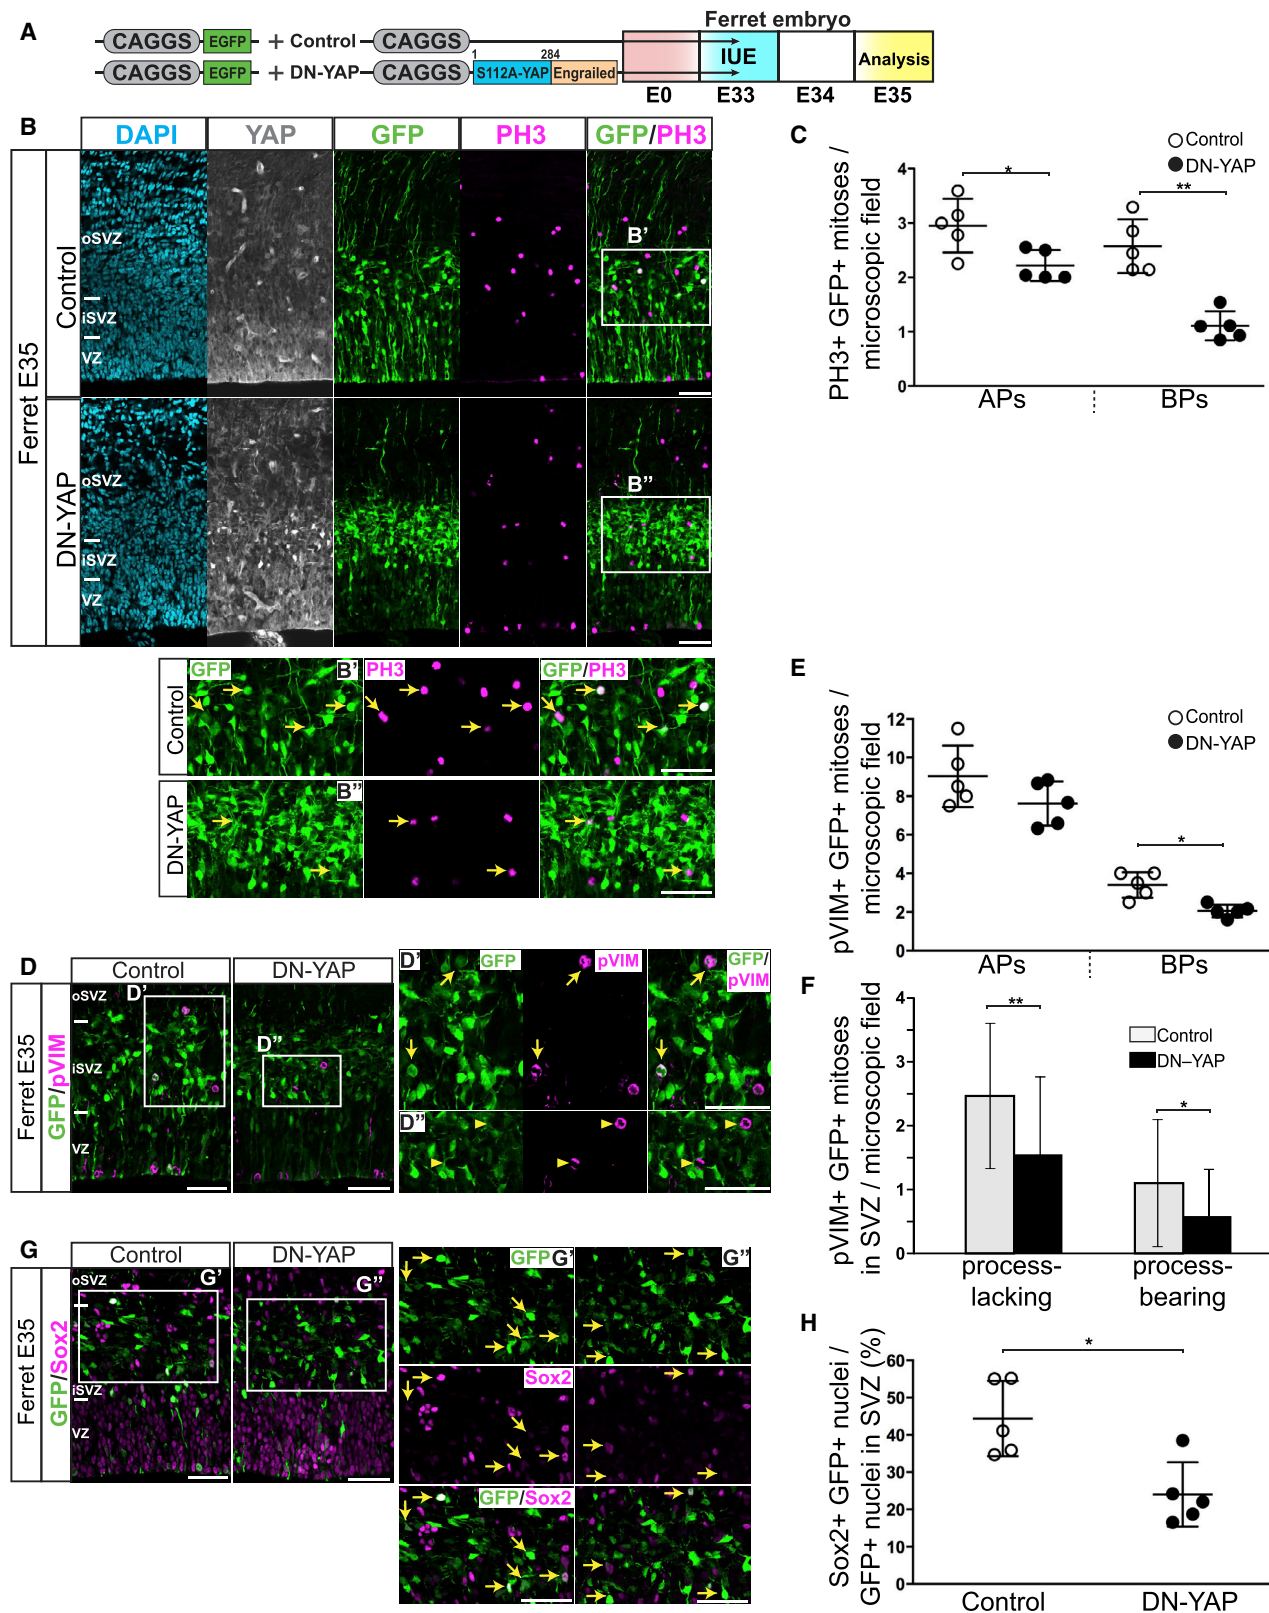 A
Ferret embryo
CAGGS EGFP + Control CAGGS
1 284
CAGGS EGFP + DN-YAP CAGGS S112A-YAP Engrailed
IUE
Analysis
E0 E33 E34 E35
B
DAPI YAP GFP PH3 GFP/PH3
Ferret E35
Control
oSVZ
iSVZ
VZ
B'
DN-YAP
oSVZ
iSVZ
VZ
B"
Control
GFP B' PH3 GFP/PH3
DN-YAP
B"
C
Control
DN-YAP
PH3+ GFP+ mitoses /
microscopic field
4
3
2
1
0
*
**
APs BPs
D
Control DN-YAP
Ferret E35
GFP/pVIM
oSVZ
iSVZ
VZ
D'
D"
D' GFP pVIM GFP/
pVIM
D"
E
Control
DN-YAP
pVIM+ GFP+ mitoses /
microscopic field
12
10
8
6
4
2
0
*
APs BPs
F
Control
DN–YAP
pVIM+ GFP+ mitoses
in SVZ / microscopic field
4
3
2
1
0
**
*
process-
lacking
process-
bearing
G
Control DN-YAP
Ferret E35
GFP/Sox2
oSVZ
iSVZ
VZ
G'
G"
GFP G' G"
Sox2
GFP/Sox2
H
Sox2+ GFP+ nuclei /
GFP+ nuclei in SVZ (%)
60
50
40
30
20
10
0
*
Control DN-YAP